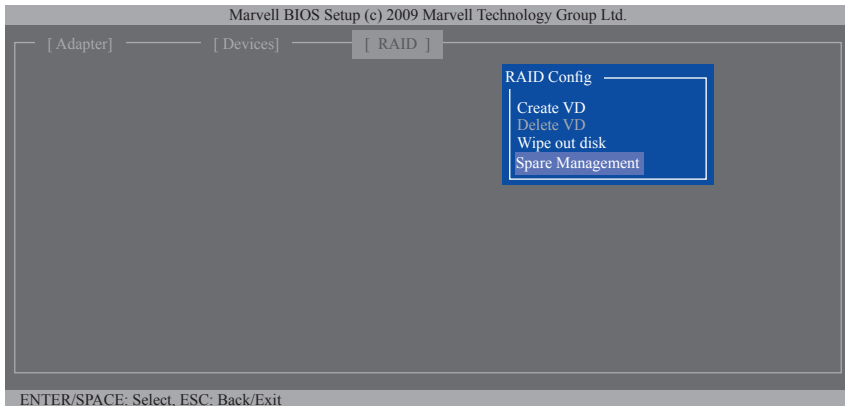 Marvell BIOS Setup (c) 2009 Marvell Technology Group Ltd.
[ Adapter] [ Devices] [ RAID ]
RAID Config
Create VD
Delete VD
Wipe out disk
Spare Management
ENTER/SPACE: Select, ESC: Back/Exit